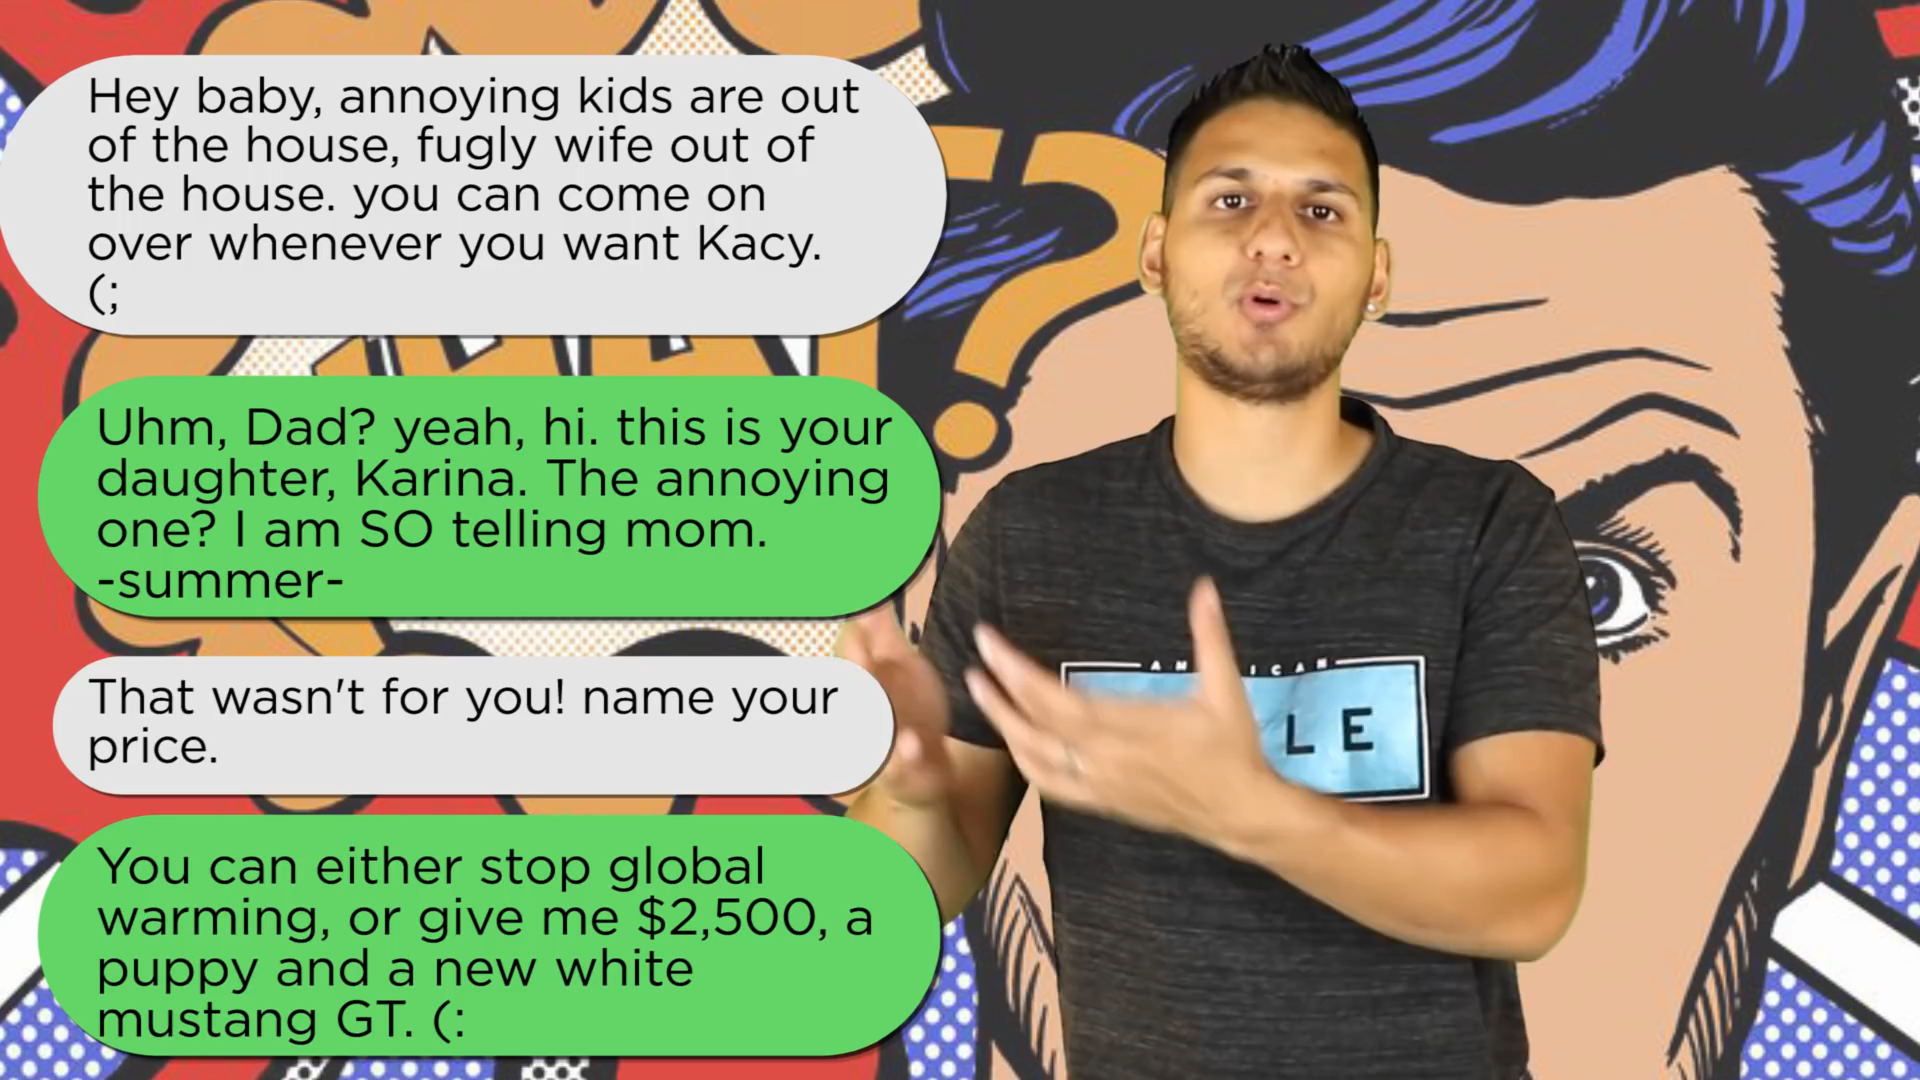 Hey baby, annoying kids are out
of the house, fugly wife out of
the house. you can come on
over whenever you want Kacy.
(;
Uhm, Dad? yeah, hi. this is your
daughter, Karina. The annoying
one? I am SO telling mom.
-summer-
That wasn't for you! name your
price.
You can either stop global
warming, or give me $2,500, a
puppy and a new white
mustang GT. (:
?
LE